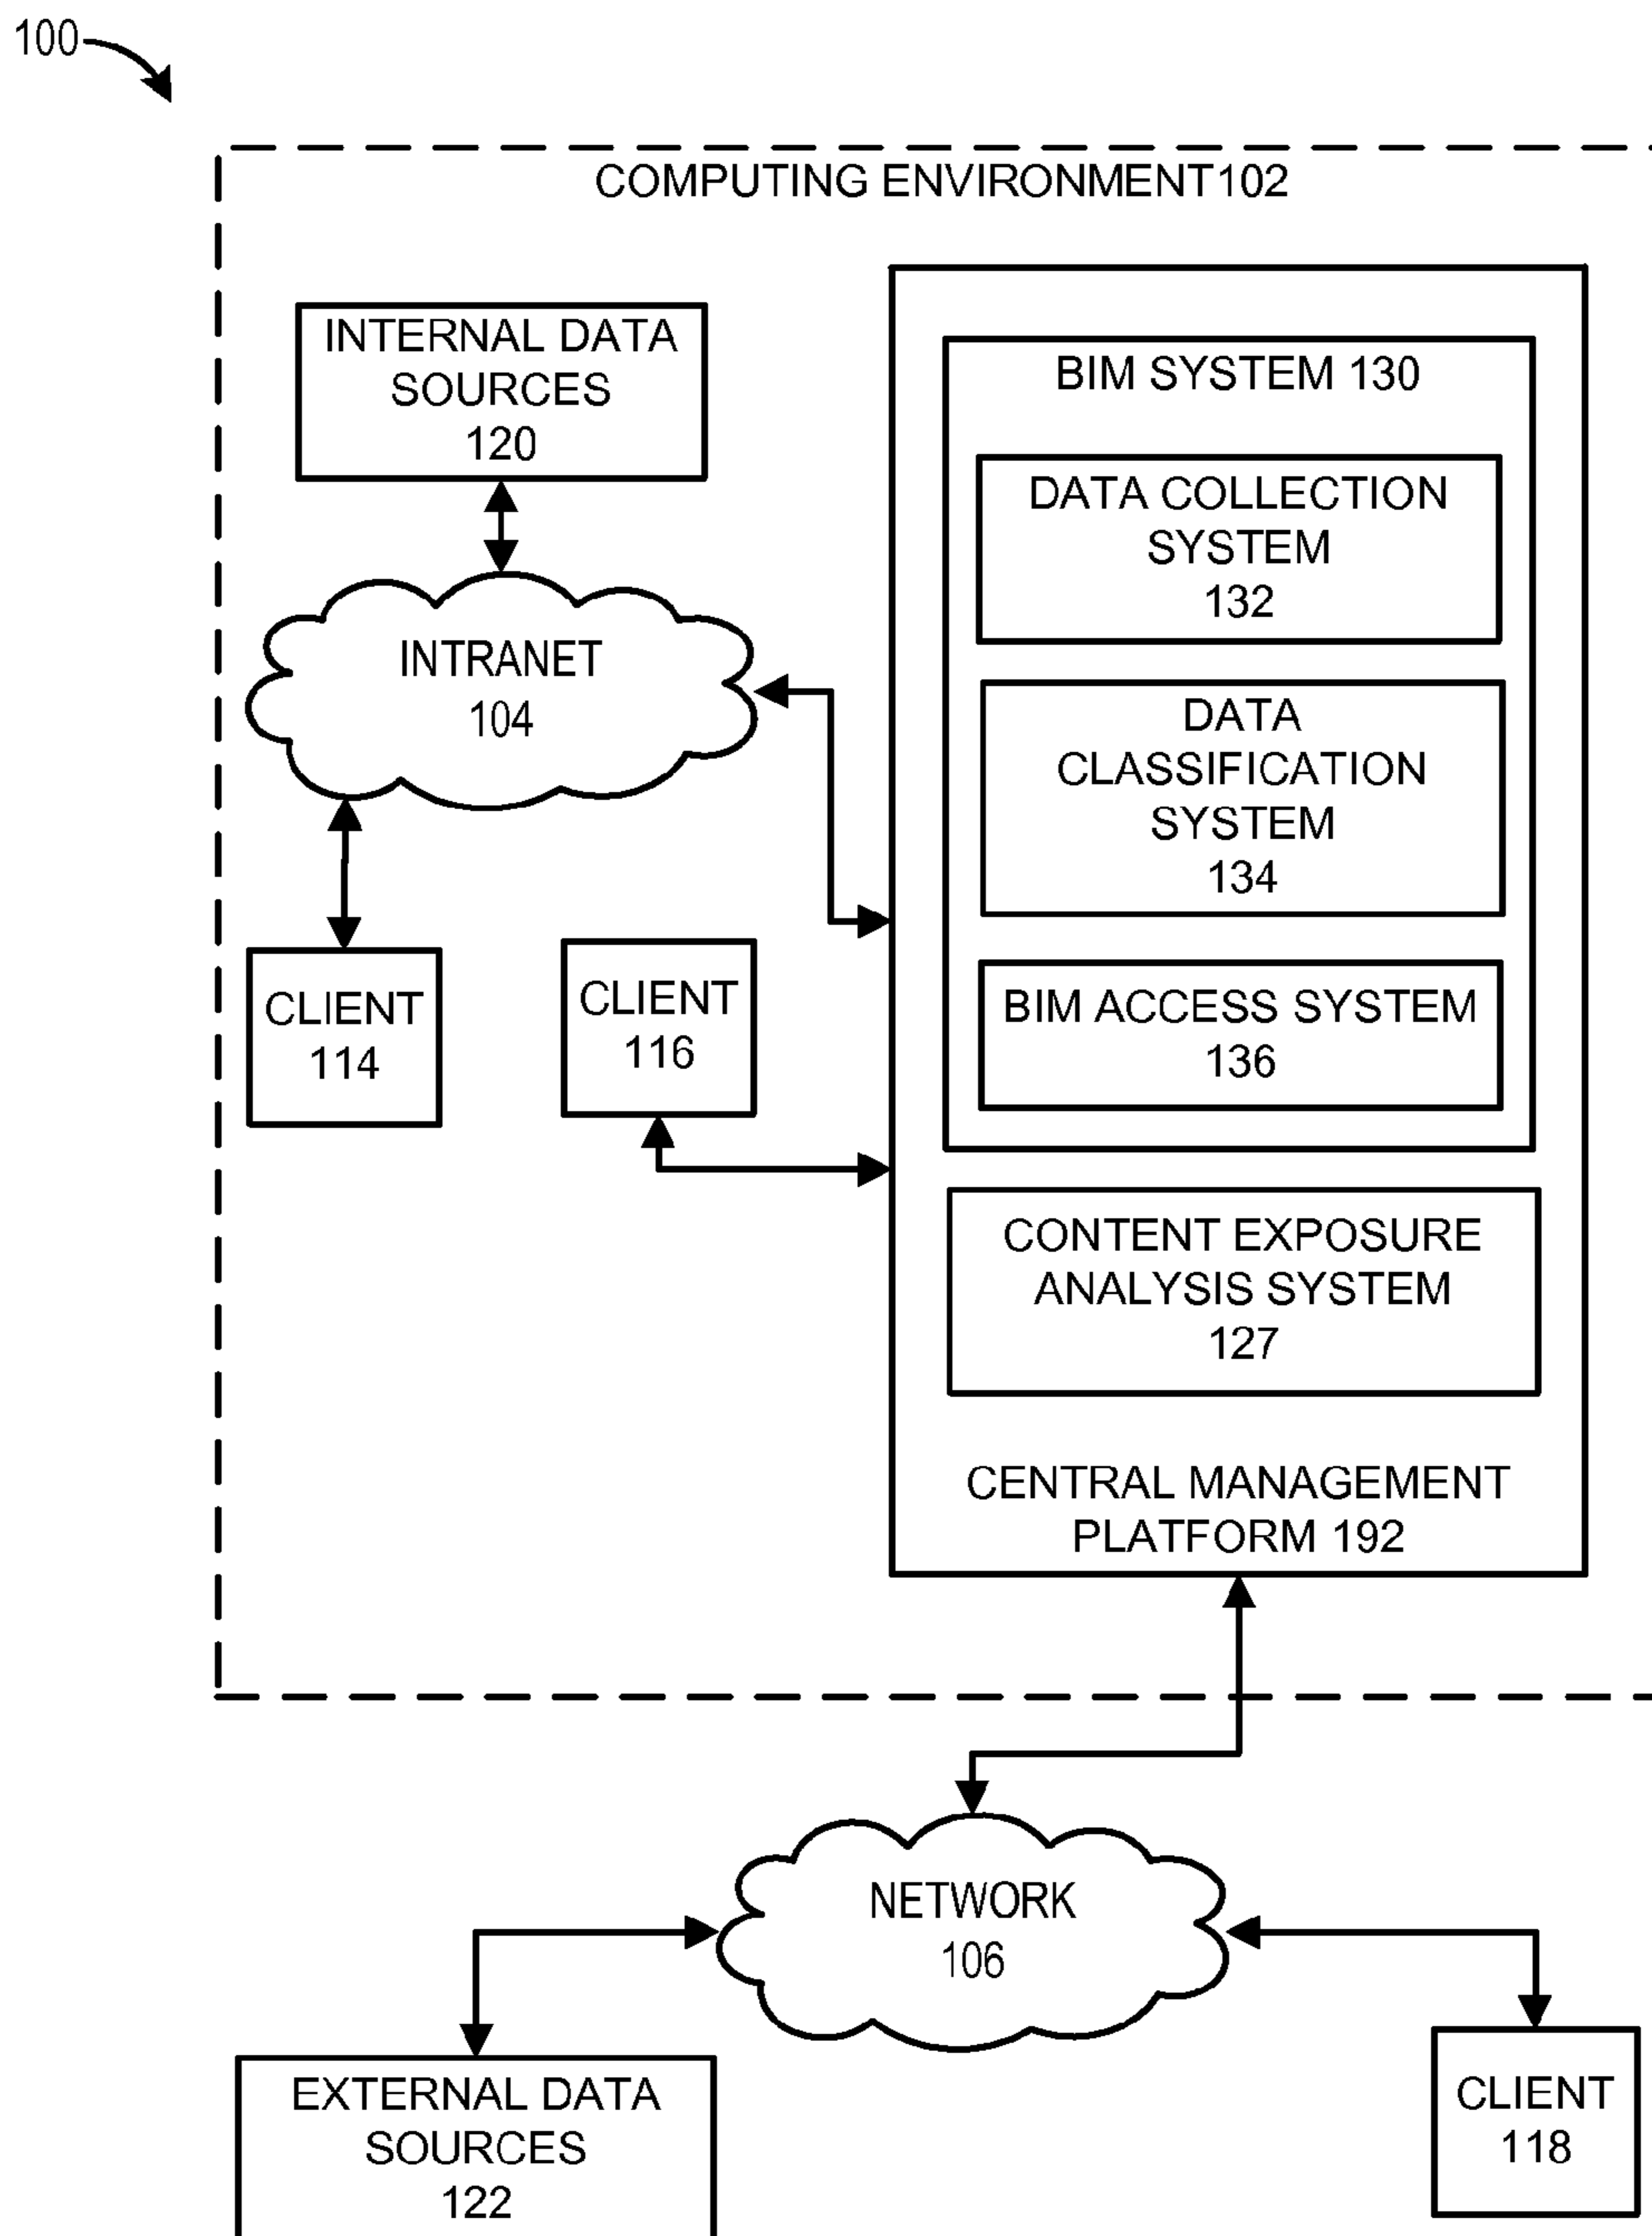 100
COMPUTING ENVIRONMENT102
INTERNAL DATA
SOURCES
120
INTRANET
104
CLIENT
114
CLIENT
116
BIM SYSTEM 130
DATA COLLECTION
SYSTEM
132
DATA
CLASSIFICATION
SYSTEM
134
BIM ACCESS SYSTEM
136
CONTENT EXPOSURE
ANALYSIS SYSTEM
127
CENTRAL MANAGEMENT
PLATFORM 192
NETWORK
106
EXTERNAL DATA
SOURCES
122
CLIENT
118